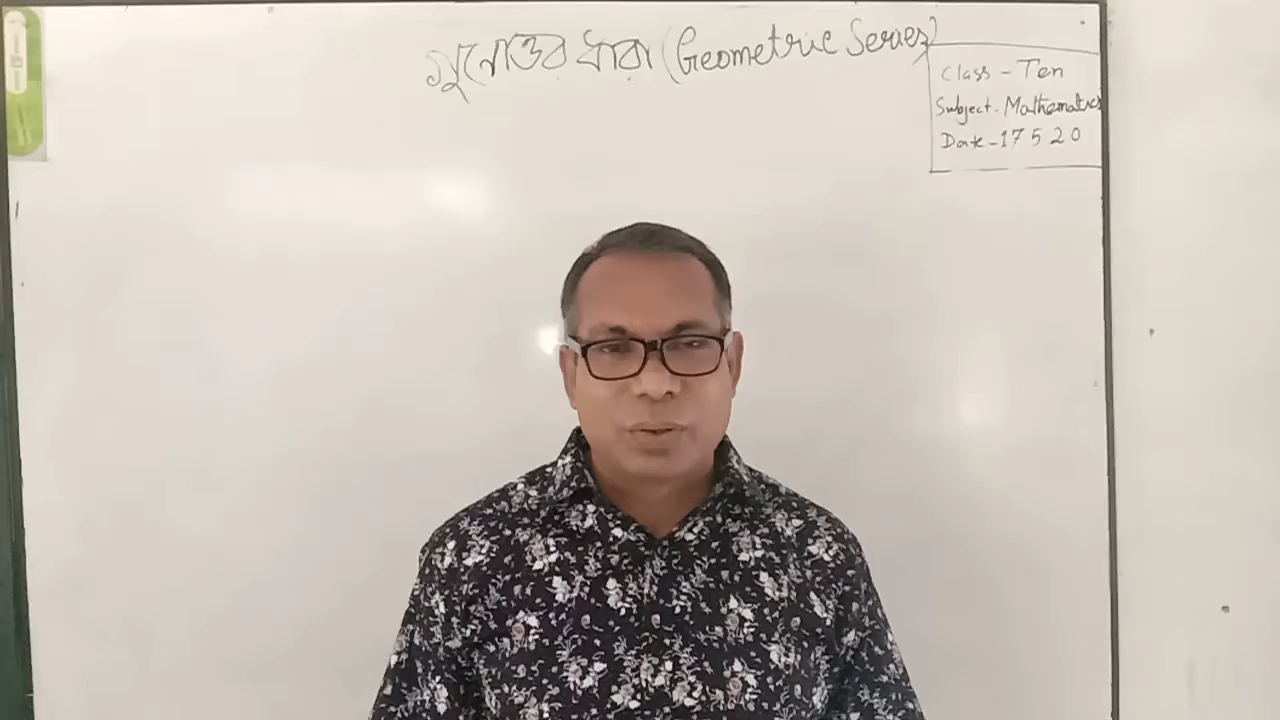 গুনোত্তর ধারা (Geometric Series)
Class - Ten
Subject - Mathematics
Date - 17 5 20